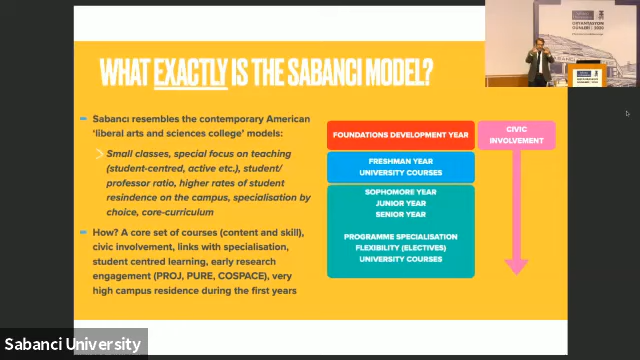 WHAT EXACTLY IS THE SABANCI MODEL?
Sabancı resembles the contemporary American
'liberal arts and sciences college' models:
Small classes, special focus on teaching
(student-centred, active etc.), student/
professor ratio, higher rates of student
resindence on the campus, specialisation by
choice, core-curriculum
How? A core set of courses (content and skill),
civic involvement, links with specialisation,
student centred learning, early research
engagement (PROJ, PURE, COSPACE), very
high campus residence during the first years
FOUNDATIONS DEVELOPMENT YEAR
CIVIC
INVOLVEMENT
FRESHMAN YEAR
UNIVERSITY COURSES
SOPHOMORE YEAR
JUNIOR YEAR
SENIOR YEAR
PROGRAMME SPECIALISATION
FLEXIBILITY (ELECTIVES)
UNIVERSITY COURSES
Sabanci University